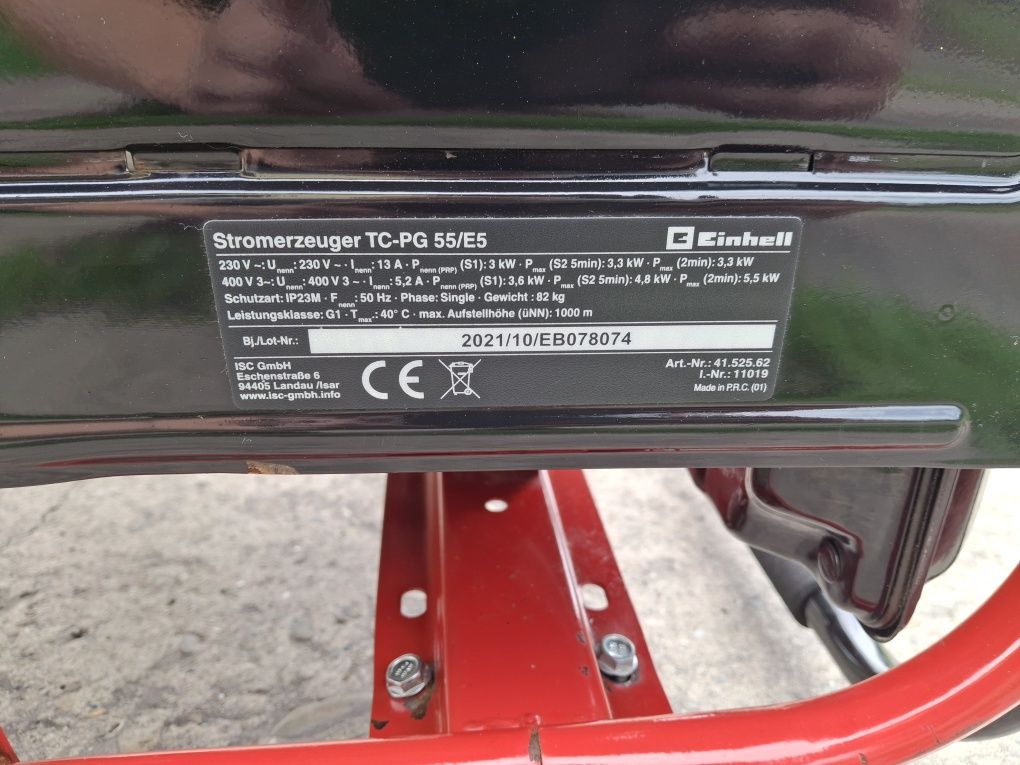 Stromerzeuger TC-PG 55/E5
Einhell
230 V ~: Unenn: 230 V ~ · Inenn: 13 A · Pnenn (PRP) (S1): 3 kW · Pmax (S2 5min): 3,3 kW · Pmax (2min): 3,3 kW
400 V 3~: Unenn: 400 V 3 ~ · Inenn: 5,2 A · Pnenn (PRP) (S1): 3,6 kW · Pmax (S2 5min): 4,8 kW · Pmax (2min): 5,5 kW
Schutzart: IP23M · Fnenn: 50 Hz · Phase: Single · Gewicht: 82 kg
Leistungsklasse: G1 · Tmax.: 40° C · max. Aufstellhöhe (üNN): 1000 m
Bj./Lot-Nr.: 2021/10/EB078074
ISC GmbH
Eschenstraße 6
94405 Landau /Isar
www.isc-gmbh.info
CE
Art.-Nr.: 41.525.62
I.-Nr.: 11019
Made in P.R.C. (01)